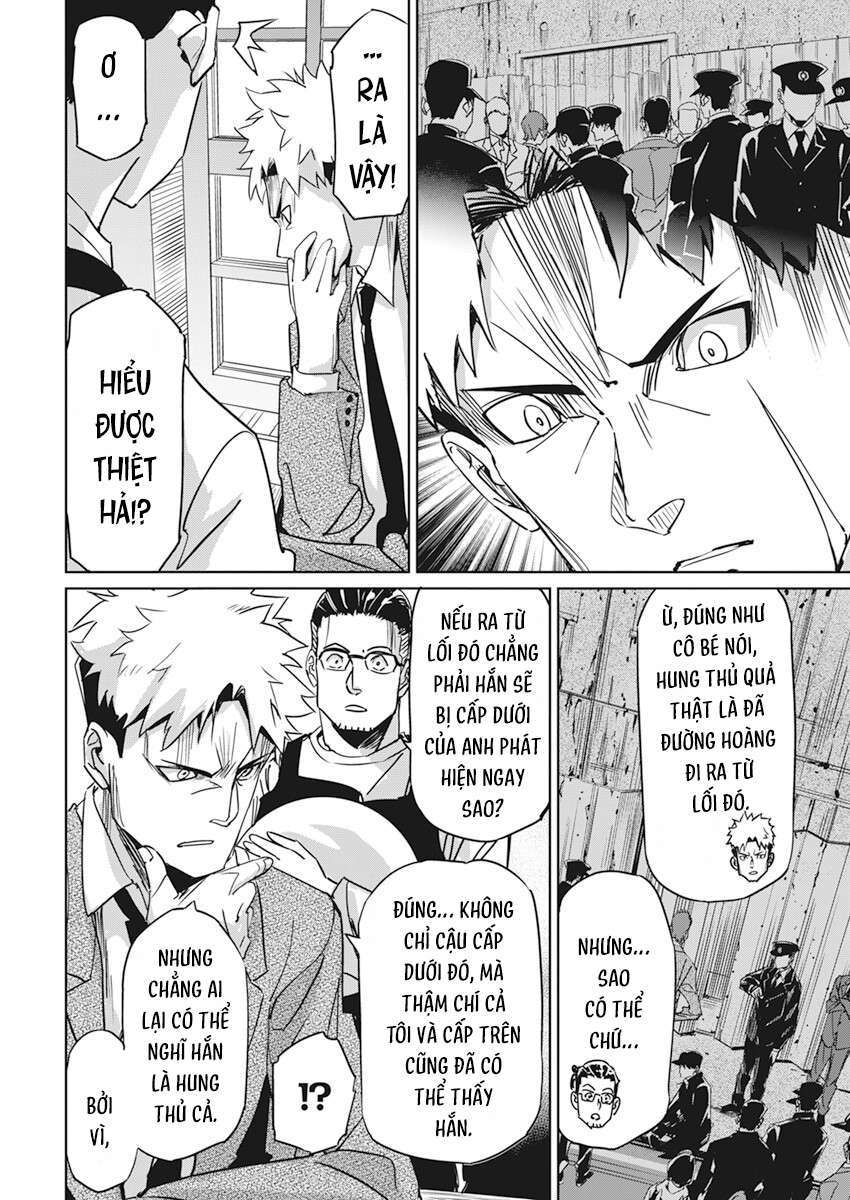 ...
RA
LÀ
VẬY!
Ơ
...
HIỂU
ĐƯỢC
THIỆT
HẢ!?
Ừ, ĐÚNG NHƯ
CÔ BÉ NÓI,
HUNG THỦ QUẢ
THẬT LÀ ĐÃ
ĐƯỜNG HOÀNG
ĐI RA TỪ
LỐI ĐÓ.
NHƯNG...
SAO
CÓ THỂ
CHỨ...
NẾU RA TỪ
LỐI ĐÓ CHẲNG
PHẢI HẮN SẼ
BỊ CẤP DƯỚI
CỦA ANH PHÁT
HIỆN NGAY
SAO?
ĐÚNG... KHÔNG
CHỈ CẬU CẤP
DƯỚI ĐÓ, MÀ
THẬM CHÍ CẢ
TÔI VÀ CẤP TRÊN
CŨNG ĐÃ CÓ
THỂ THẤY
HẮN.
!?
NHƯNG
CHẲNG AI
LẠI CÓ THỂ
NGHĨ HẮN
LÀ HUNG
THỦ CẢ.
BỞI
VÌ,